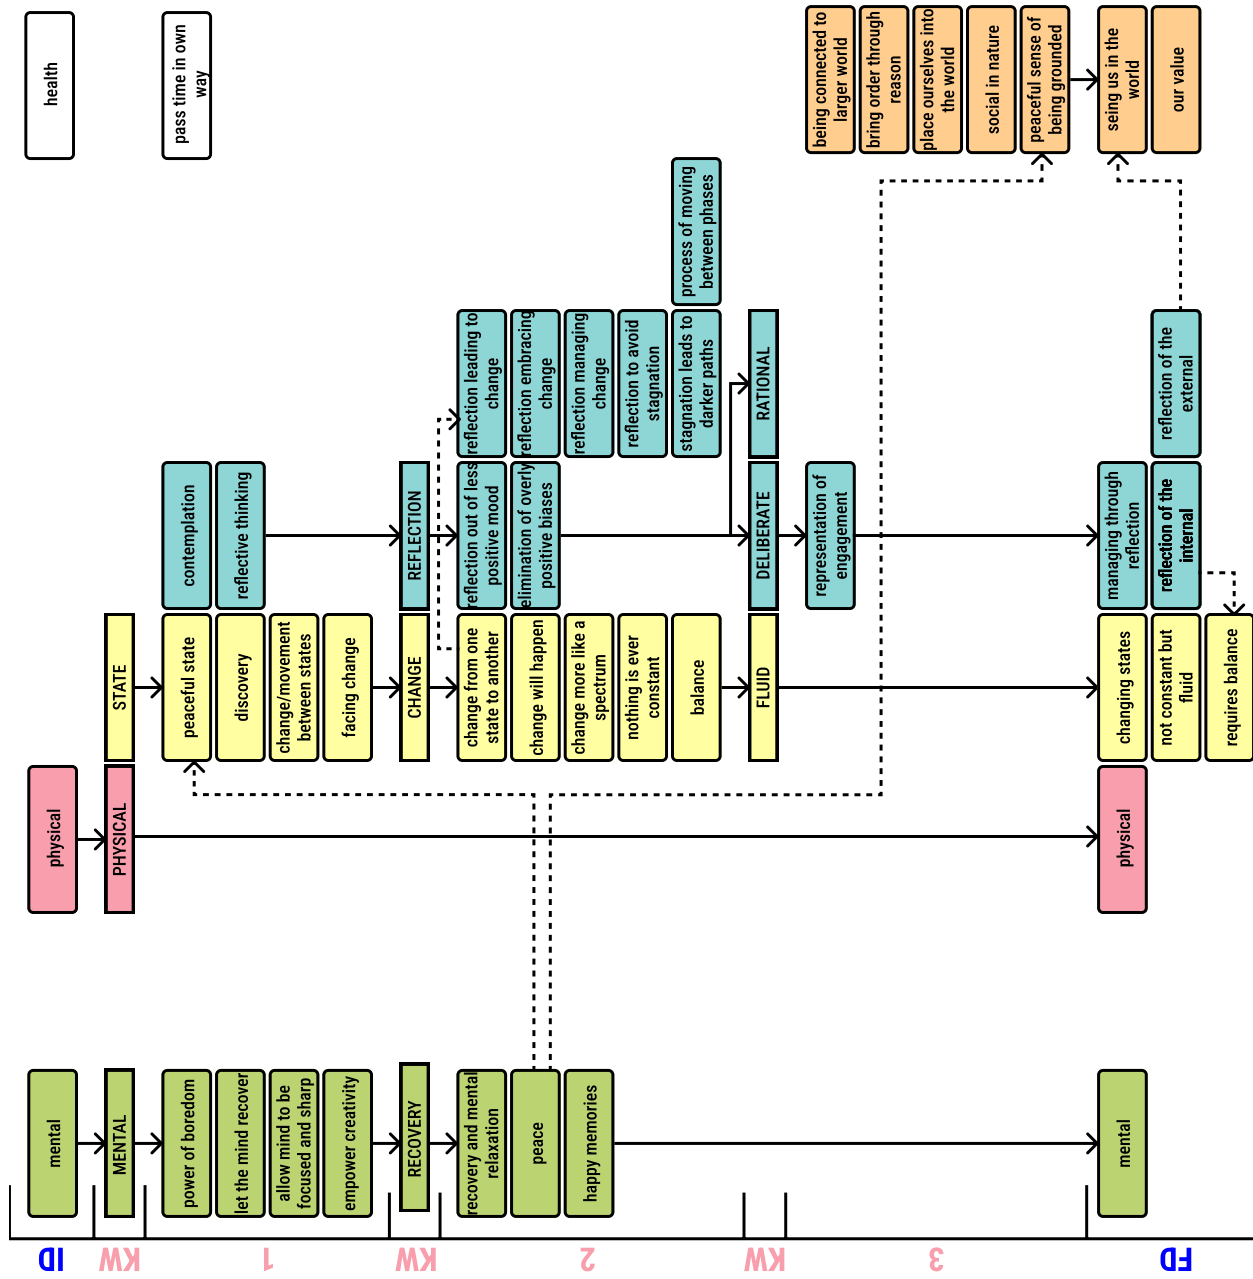 ID
mental
physical
health
KW
MENTAL
PHYSICAL
STATE
1
power of boredom
let the mind recover
allow mind to be
focused and sharp
empower creativity
peaceful state
discovery
change/movement
between states
facing change
contemplation
reflective thinking
pass time in own
way
KW
RECOVERY
CHANGE
REFLECTION
2
recovery and mental
relaxation
peace
happy memories
change from one
state to another
change will happen
change more like a
spectrum
nothing is ever
constant
balance
reflection out of less
positive mood
elimination of overly
positive biases
reflection leading to
change
reflection embracing
change
reflection managing
change
reflection to avoid
stagnation
stagnation leads to
darker paths
process of moving
between phases
KW
FLUID
DELIBERATE
RATIONAL
3
representation of
engagement
being connected to
larger world
bring order through
reason
place ourselves into
the world
social in nature
peaceful sense of
being grounded
FD
mental
physical
changing states
not constant but
fluid
requires balance
managing through
reflection
reflection of the
internal
reflection of the
external
seing us in the
world
our value